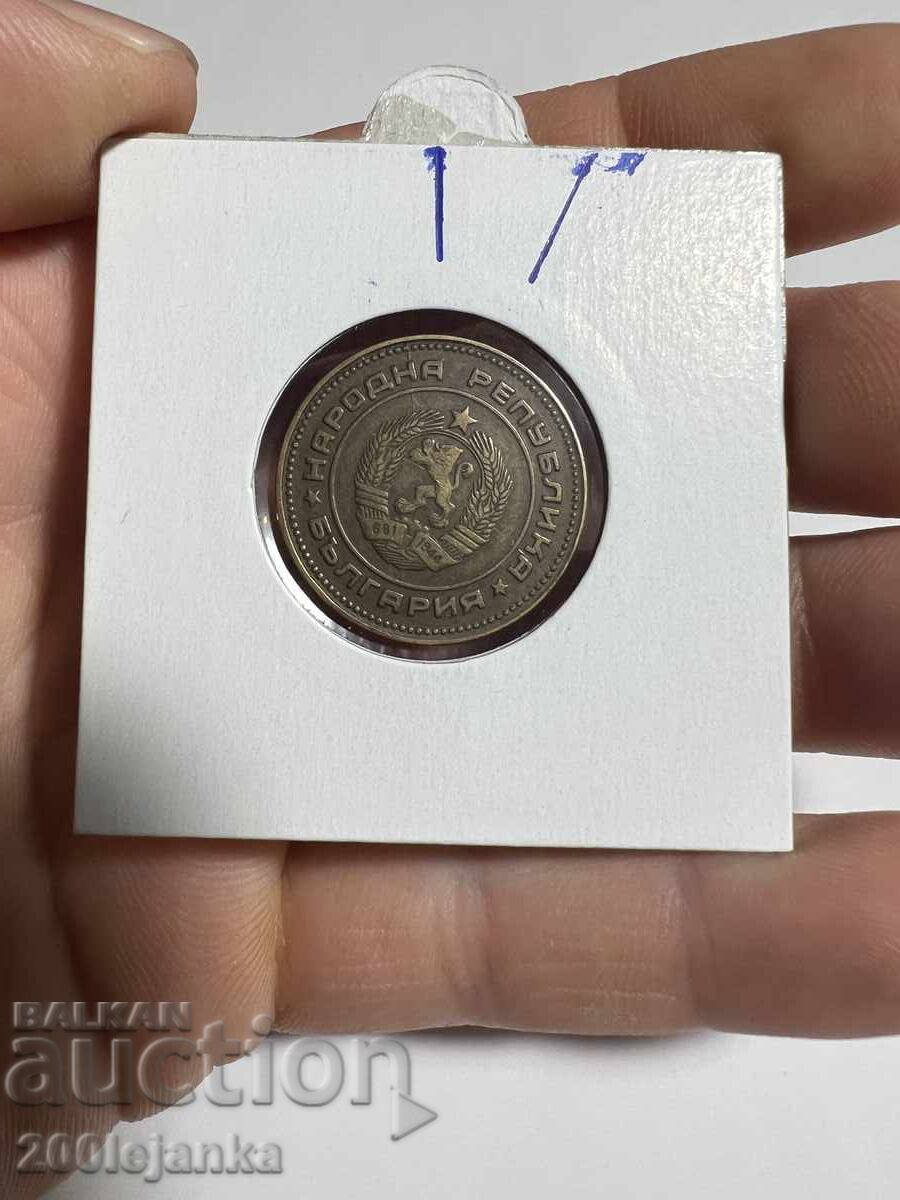 НАРОДНА РЕПУБЛИКА
★ БЪЛГАРИЯ ★
681
1944
BALKAN
auction
200lejanka